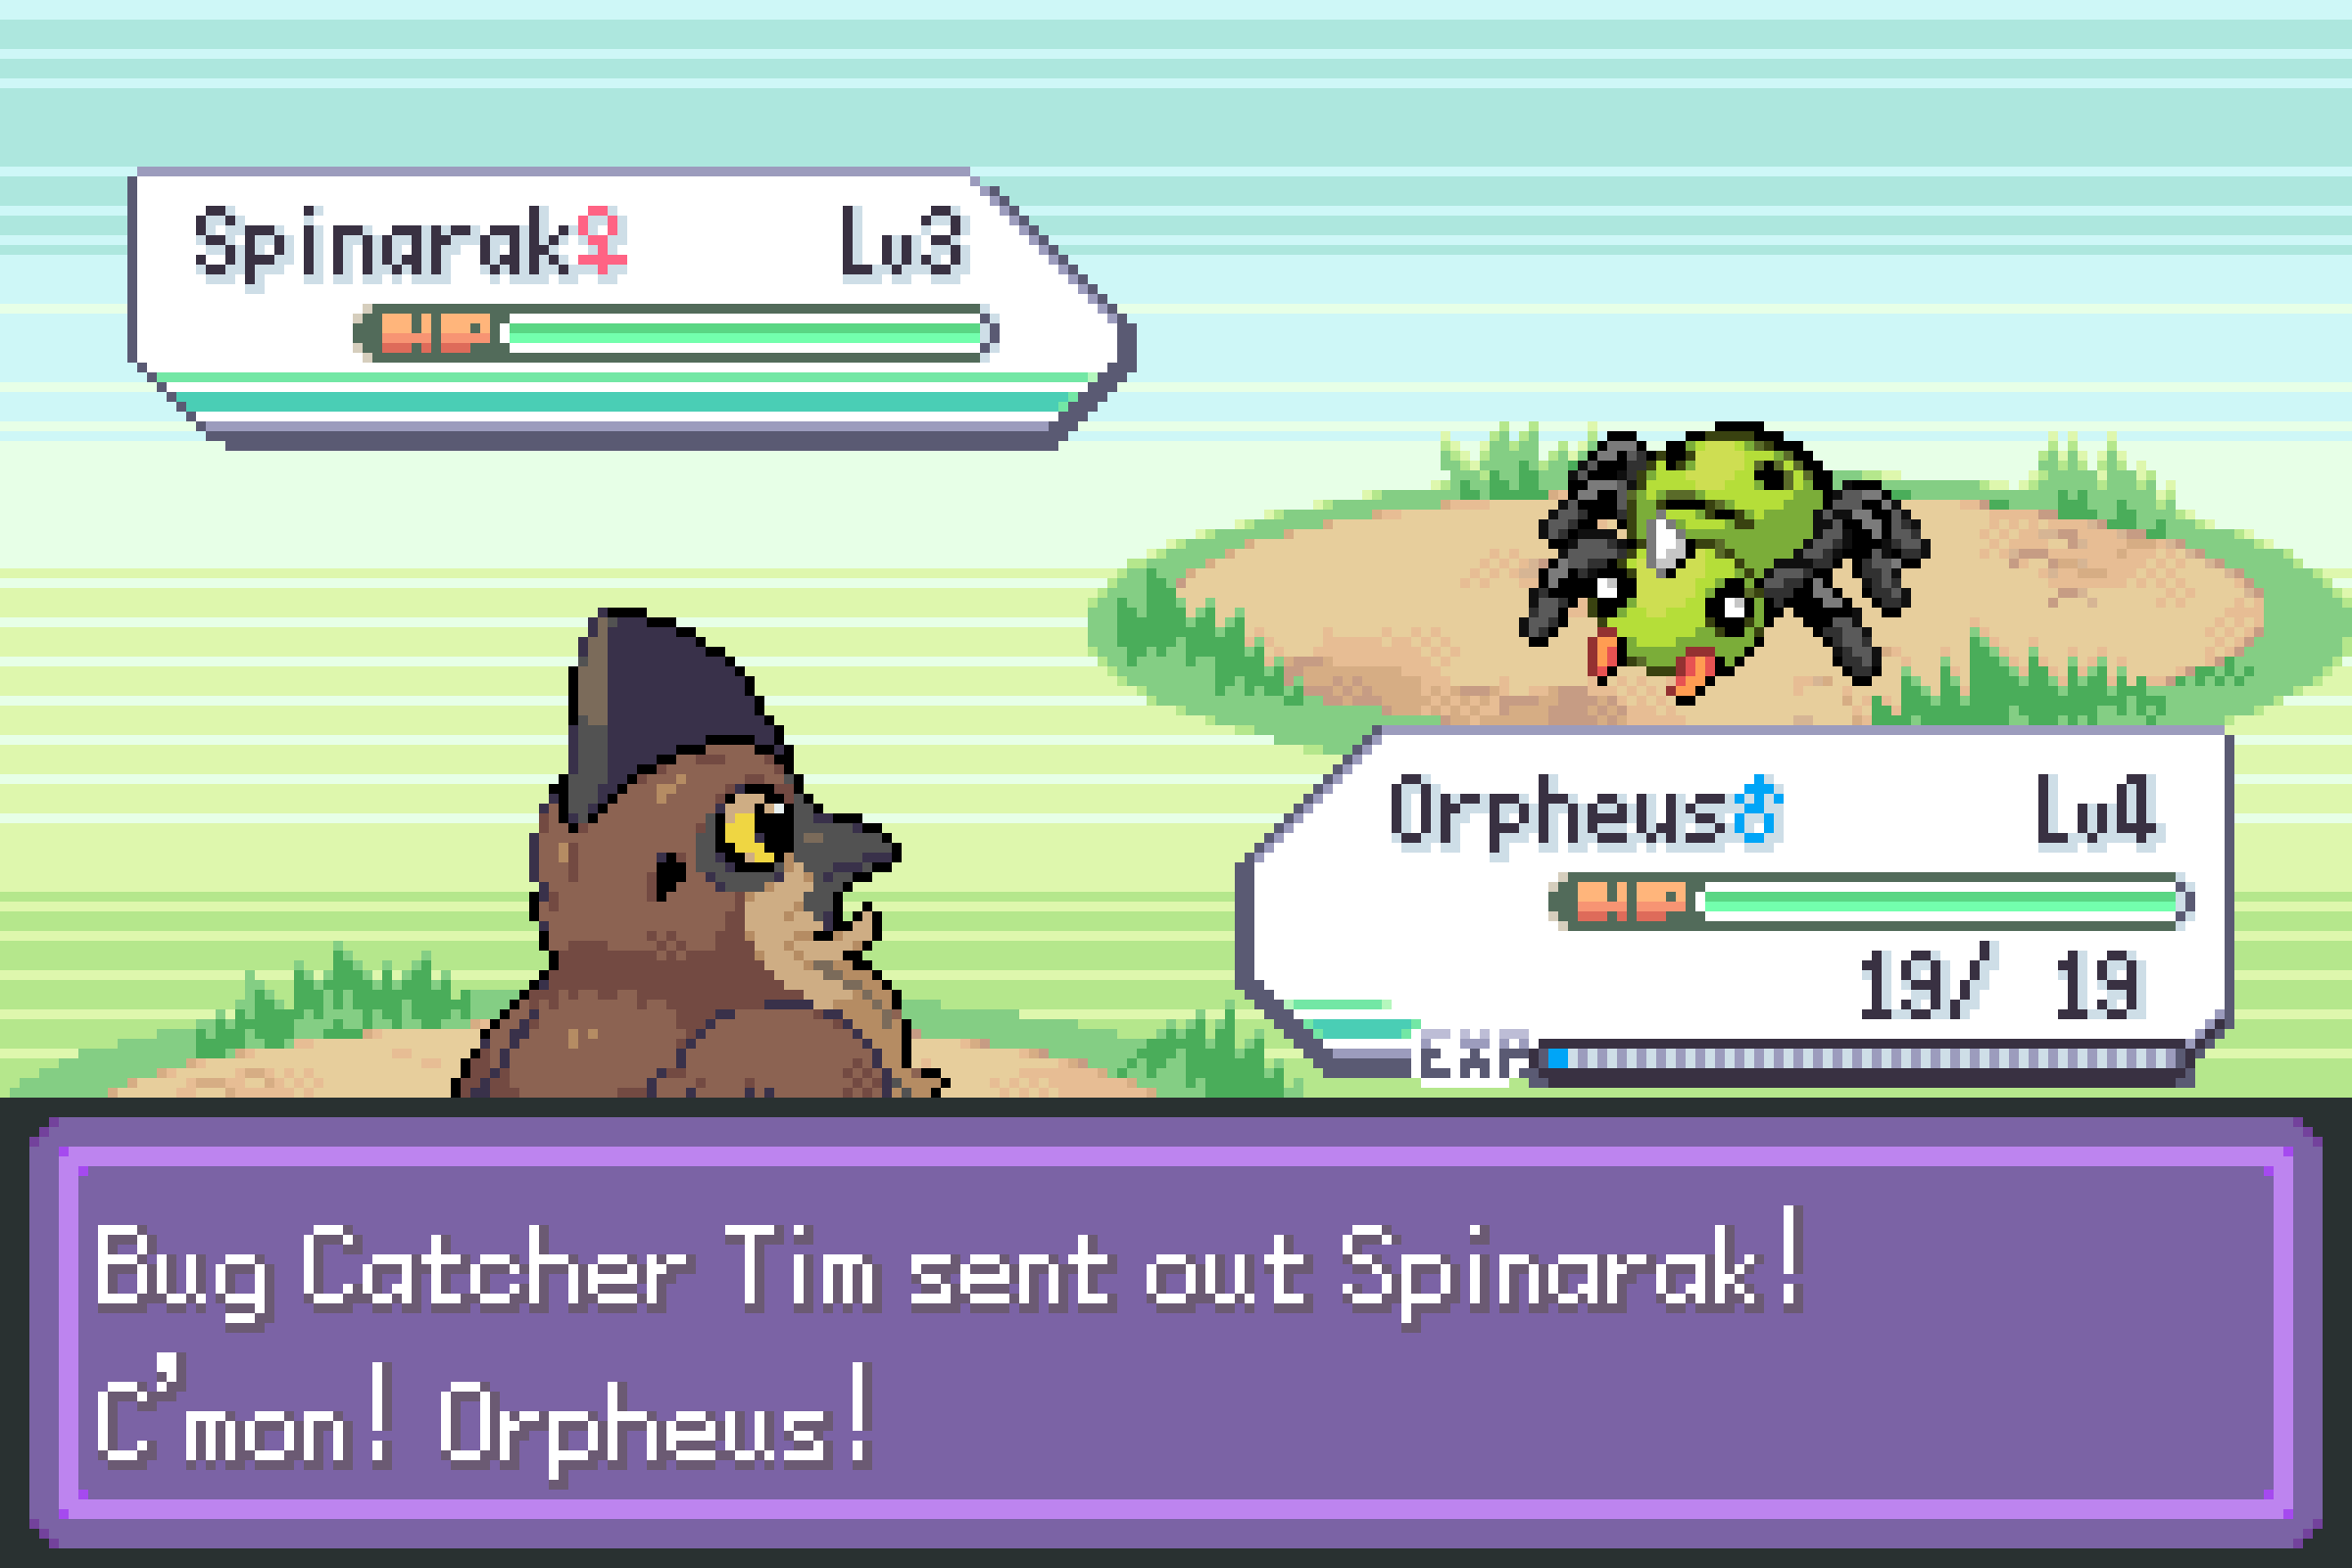 Spinarak♀ Lv3
HP
Orpheus♂ Lv4
HP
19/ 19
EXP
Bug Catcher Tim sent out Spinarak!
C'mon! Orpheus!